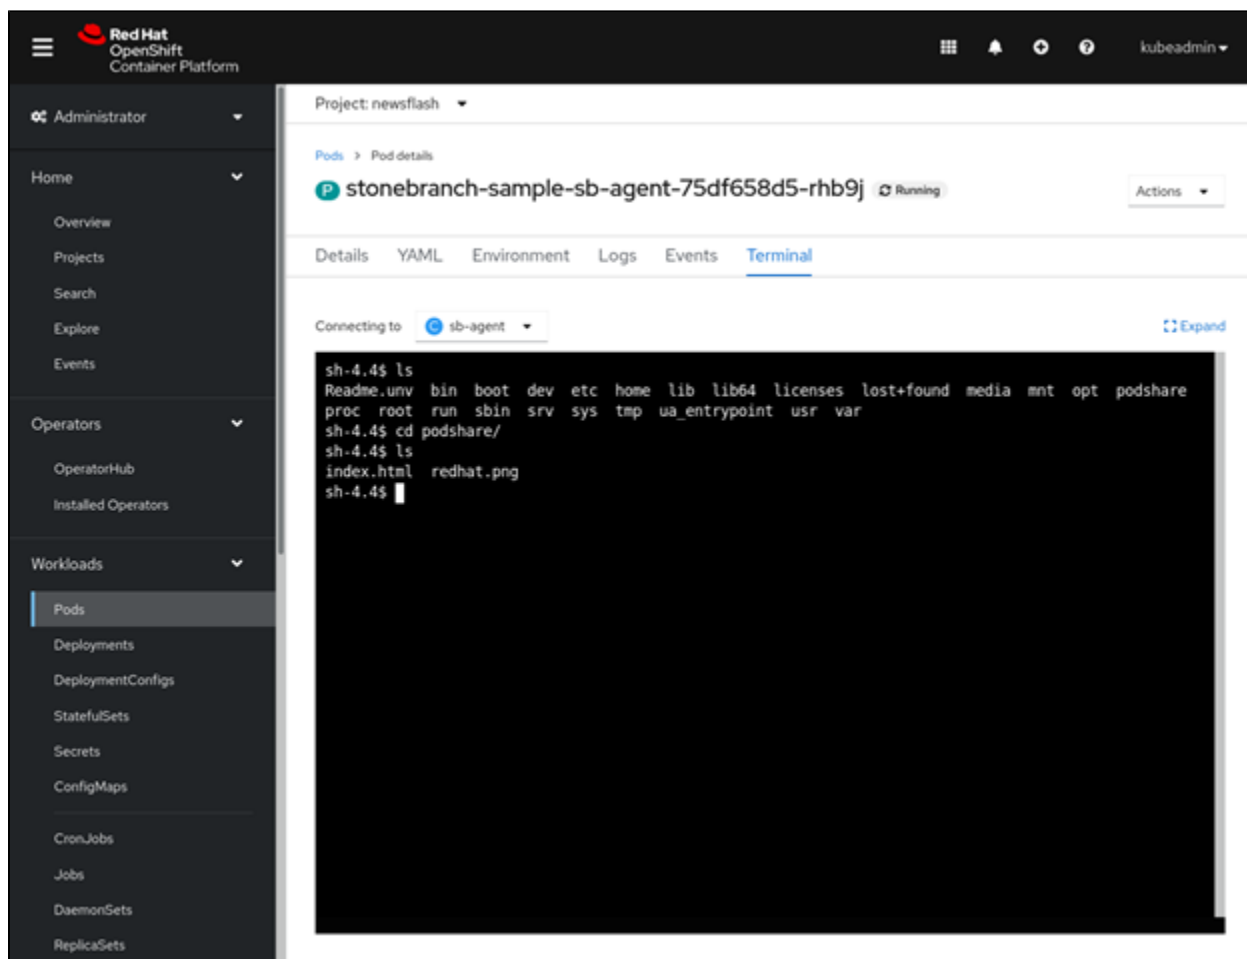 Red Hat
OpenShift
Container Platform
kubeadmin
Administrator
Home
Overview
Projects
Search
Explore
Events
Operators
OperatorHub
Installed Operators
Workloads
Pods
Deployments
DeploymentConfigs
StatefulSets
Secrets
ConfigMaps
CronJobs
Jobs
DaemonSets
ReplicaSets
Project: newsflash
Pods > Pod details
P stonebranch-sample-sb-agent-75df658d5-rhb9j Running
Actions
Details YAML Environment Logs Events Terminal
Connecting to C sb-agent
Expand
sh-4.4$ ls
Readme.unv bin boot dev etc home lib lib64 licenses lost+found media mnt opt podshare
proc root run sbin srv sys tmp ua_entrypoint usr var
sh-4.4$ cd podshare/
sh-4.4$ ls
index.html redhat.png
sh-4.4$